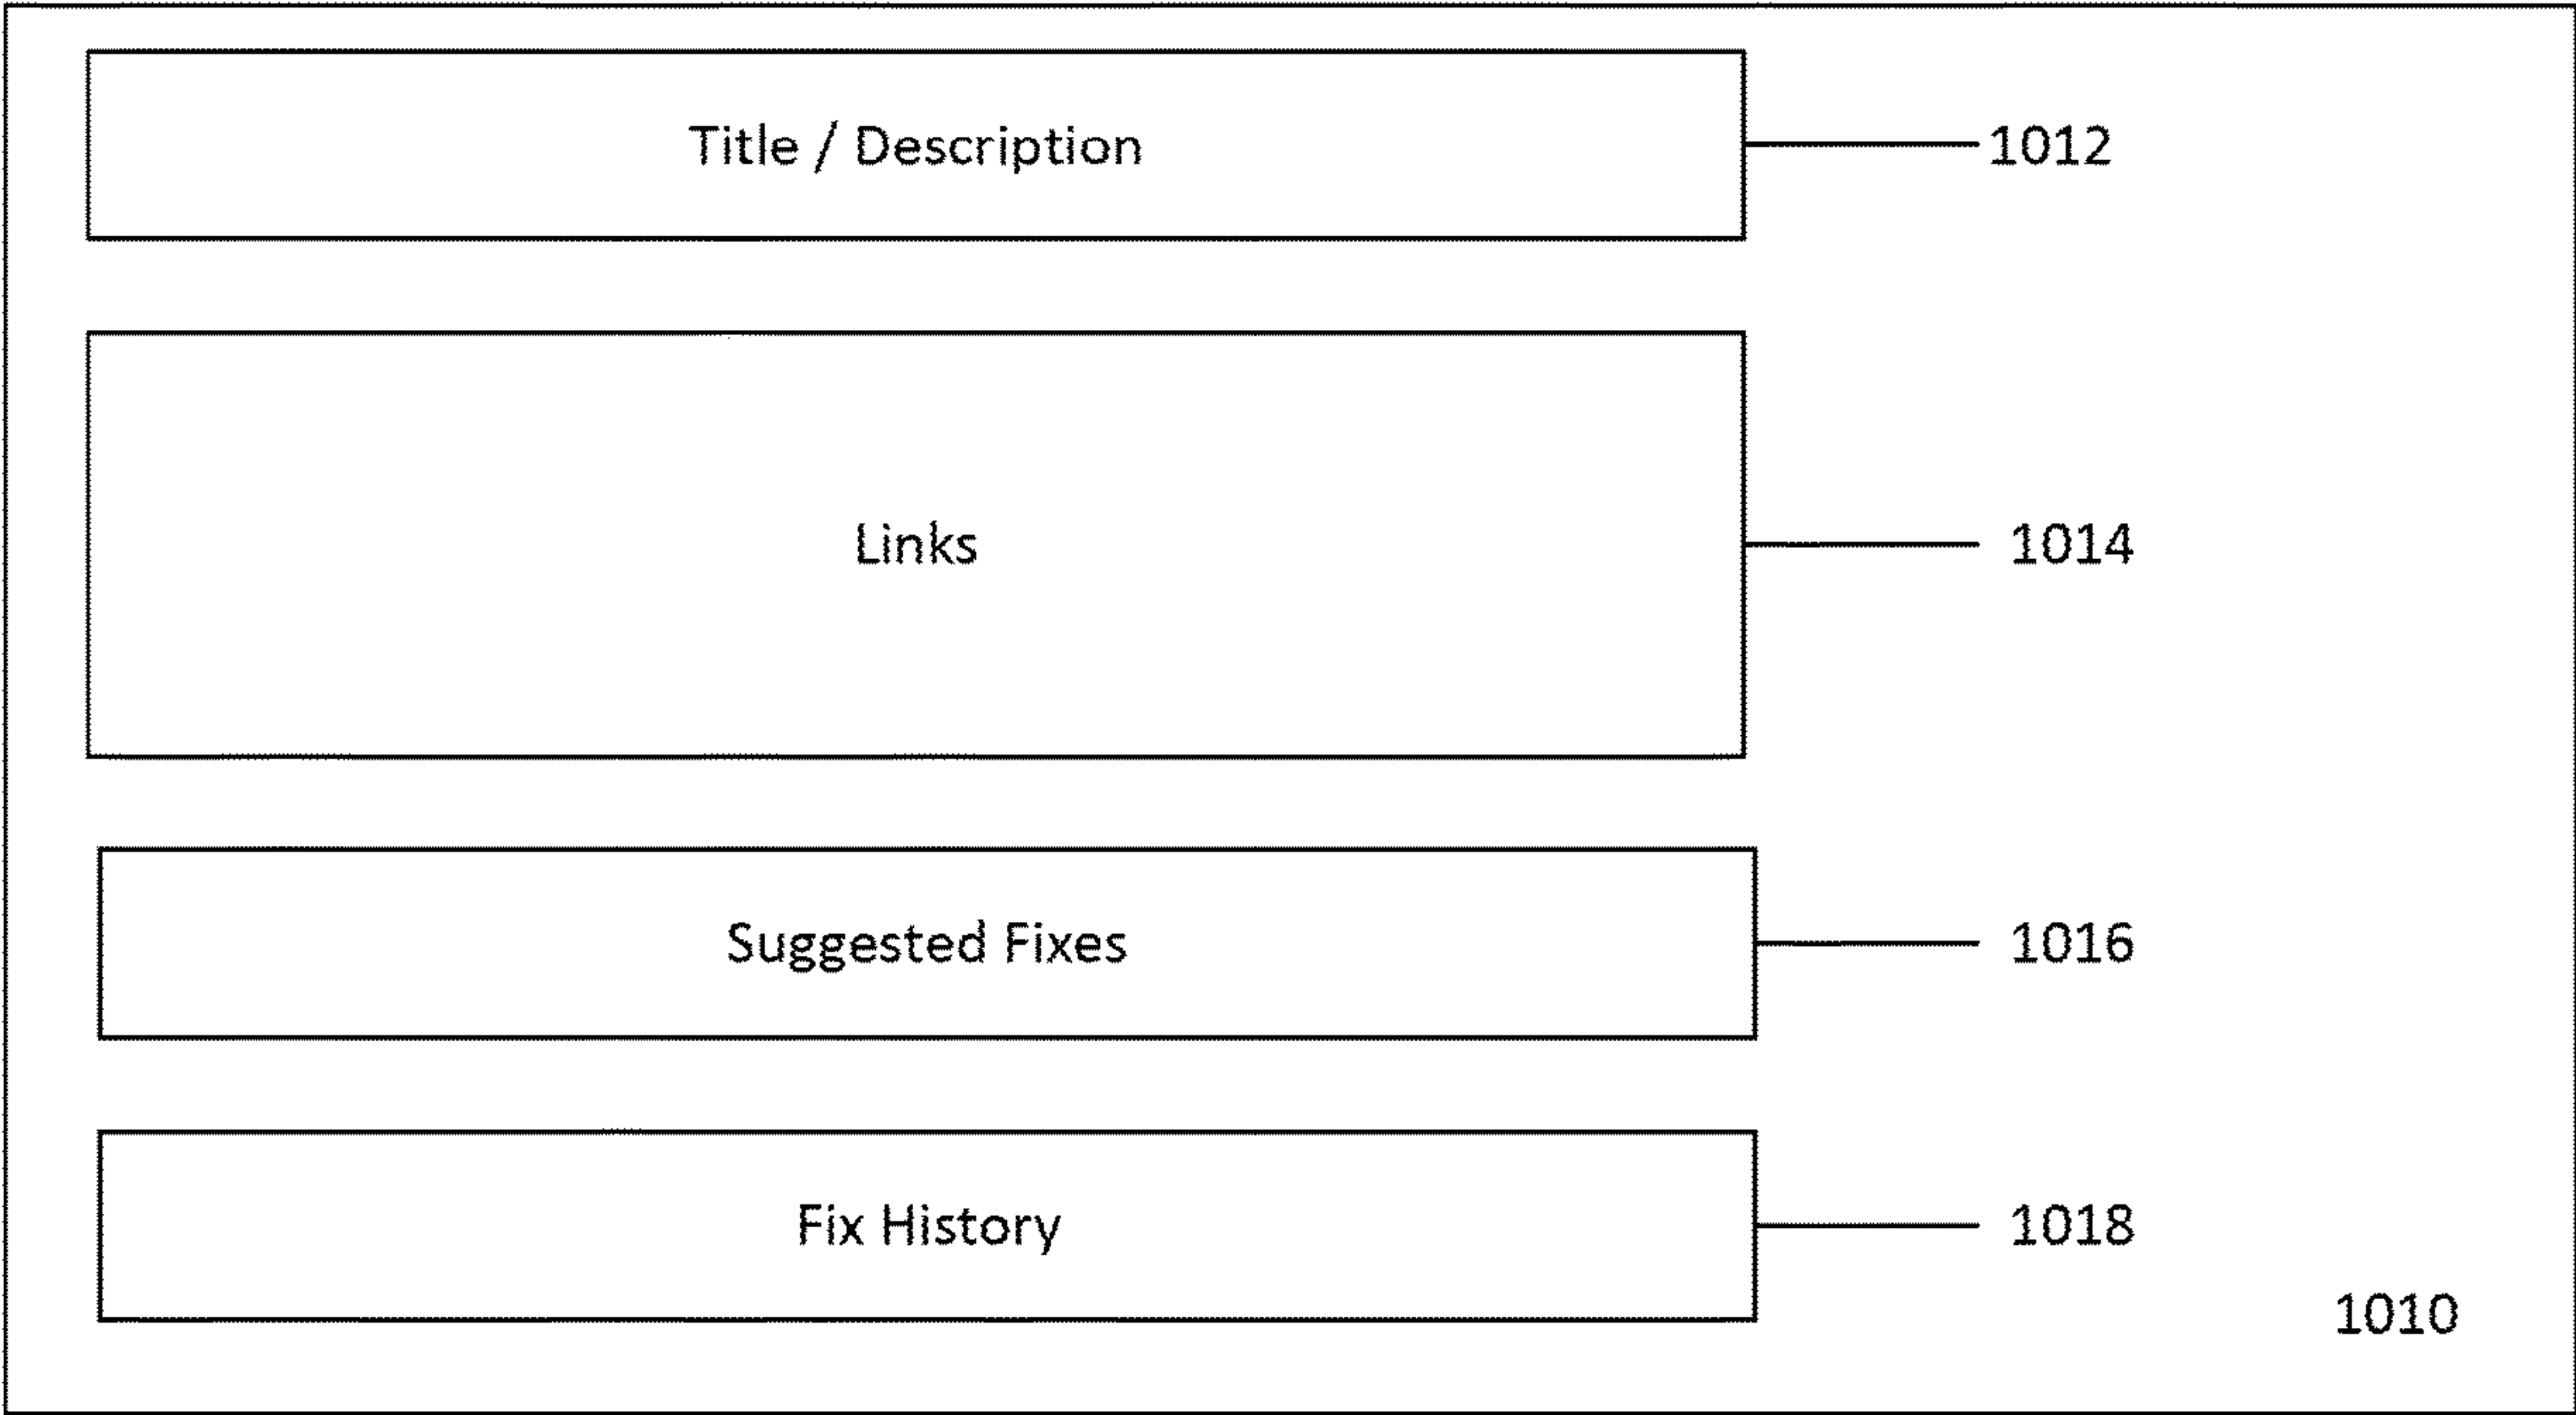 Title / Description
1012
Links
1014
Suggested Fixes
1016
Fix History
1018
1010